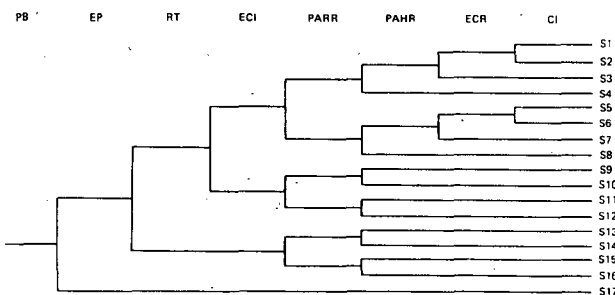 PB EP RT ECI PARR PAHR ECR CI
S1
S2
S3
S4
S5
S6
S7
S8
S9
S10
S11
S12
S13
S14
S15
S16
S17